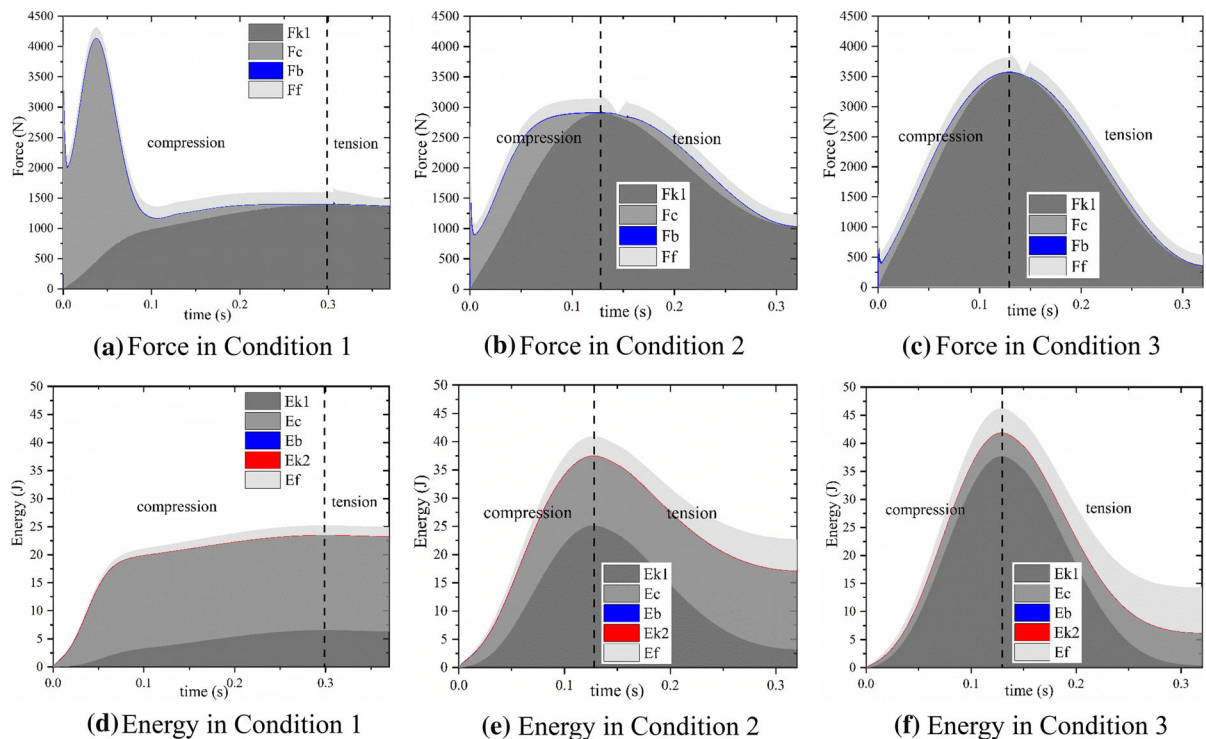 4500
4000
3500
3000
2500
2000
1500
1000
500
0
Force (N)
Fk1
Fc
Fb
Ff
compression
tension
0.0
0.1
0.2
0.3
time (s)
(a) Force in Condition 1
4500
4000
3500
3000
2500
2000
1500
1000
500
0
Force (N)
compression
tension
Fk1
Fc
Fb
Ff
0.0
0.1
0.2
0.3
time (s)
(b) Force in Condition 2
4500
4000
3500
3000
2500
2000
1500
1000
500
0
Force (N)
compression
tension
Fk1
Fc
Fb
Ff
0.0
0.1
0.2
0.3
time (s)
(c) Force in Condition 3
50
45
40
35
30
25
20
15
10
5
0
Energy (J)
Ek1
Ec
Eb
Ek2
Ef
compression
tension
0.0
0.1
0.2
0.3
time (s)
(d) Energy in Condition 1
50
45
40
35
30
25
20
15
10
5
0
Energy (J)
compression
tension
Ek1
Ec
Eb
Ek2
Ef
0.0
0.1
0.2
0.3
time (s)
(e) Energy in Condition 2
50
45
40
35
30
25
20
15
10
5
0
Energy (J)
compression
tension
Ek1
Ec
Eb
Ek2
Ef
0.0
0.1
0.2
0.3
time (s)
(f) Energy in Condition 3